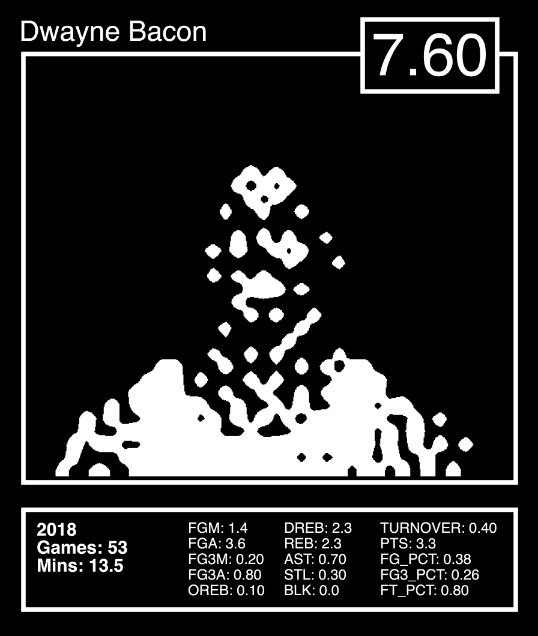 Dwayne Bacon
7.60
2018
Games: 53
Mins: 13.5
FGM: 1.4
FGA: 3.6
FG3M: 0.20
FG3A: 0.80
OREB: 0.10
DREB: 2.3
REB: 2.3
AST: 0.70
STL: 0.30
BLK: 0.0
TURNOVER: 0.40
PTS: 3.3
FG_PCT: 0.38
FG3_PCT: 0.26
FT_PCT: 0.80